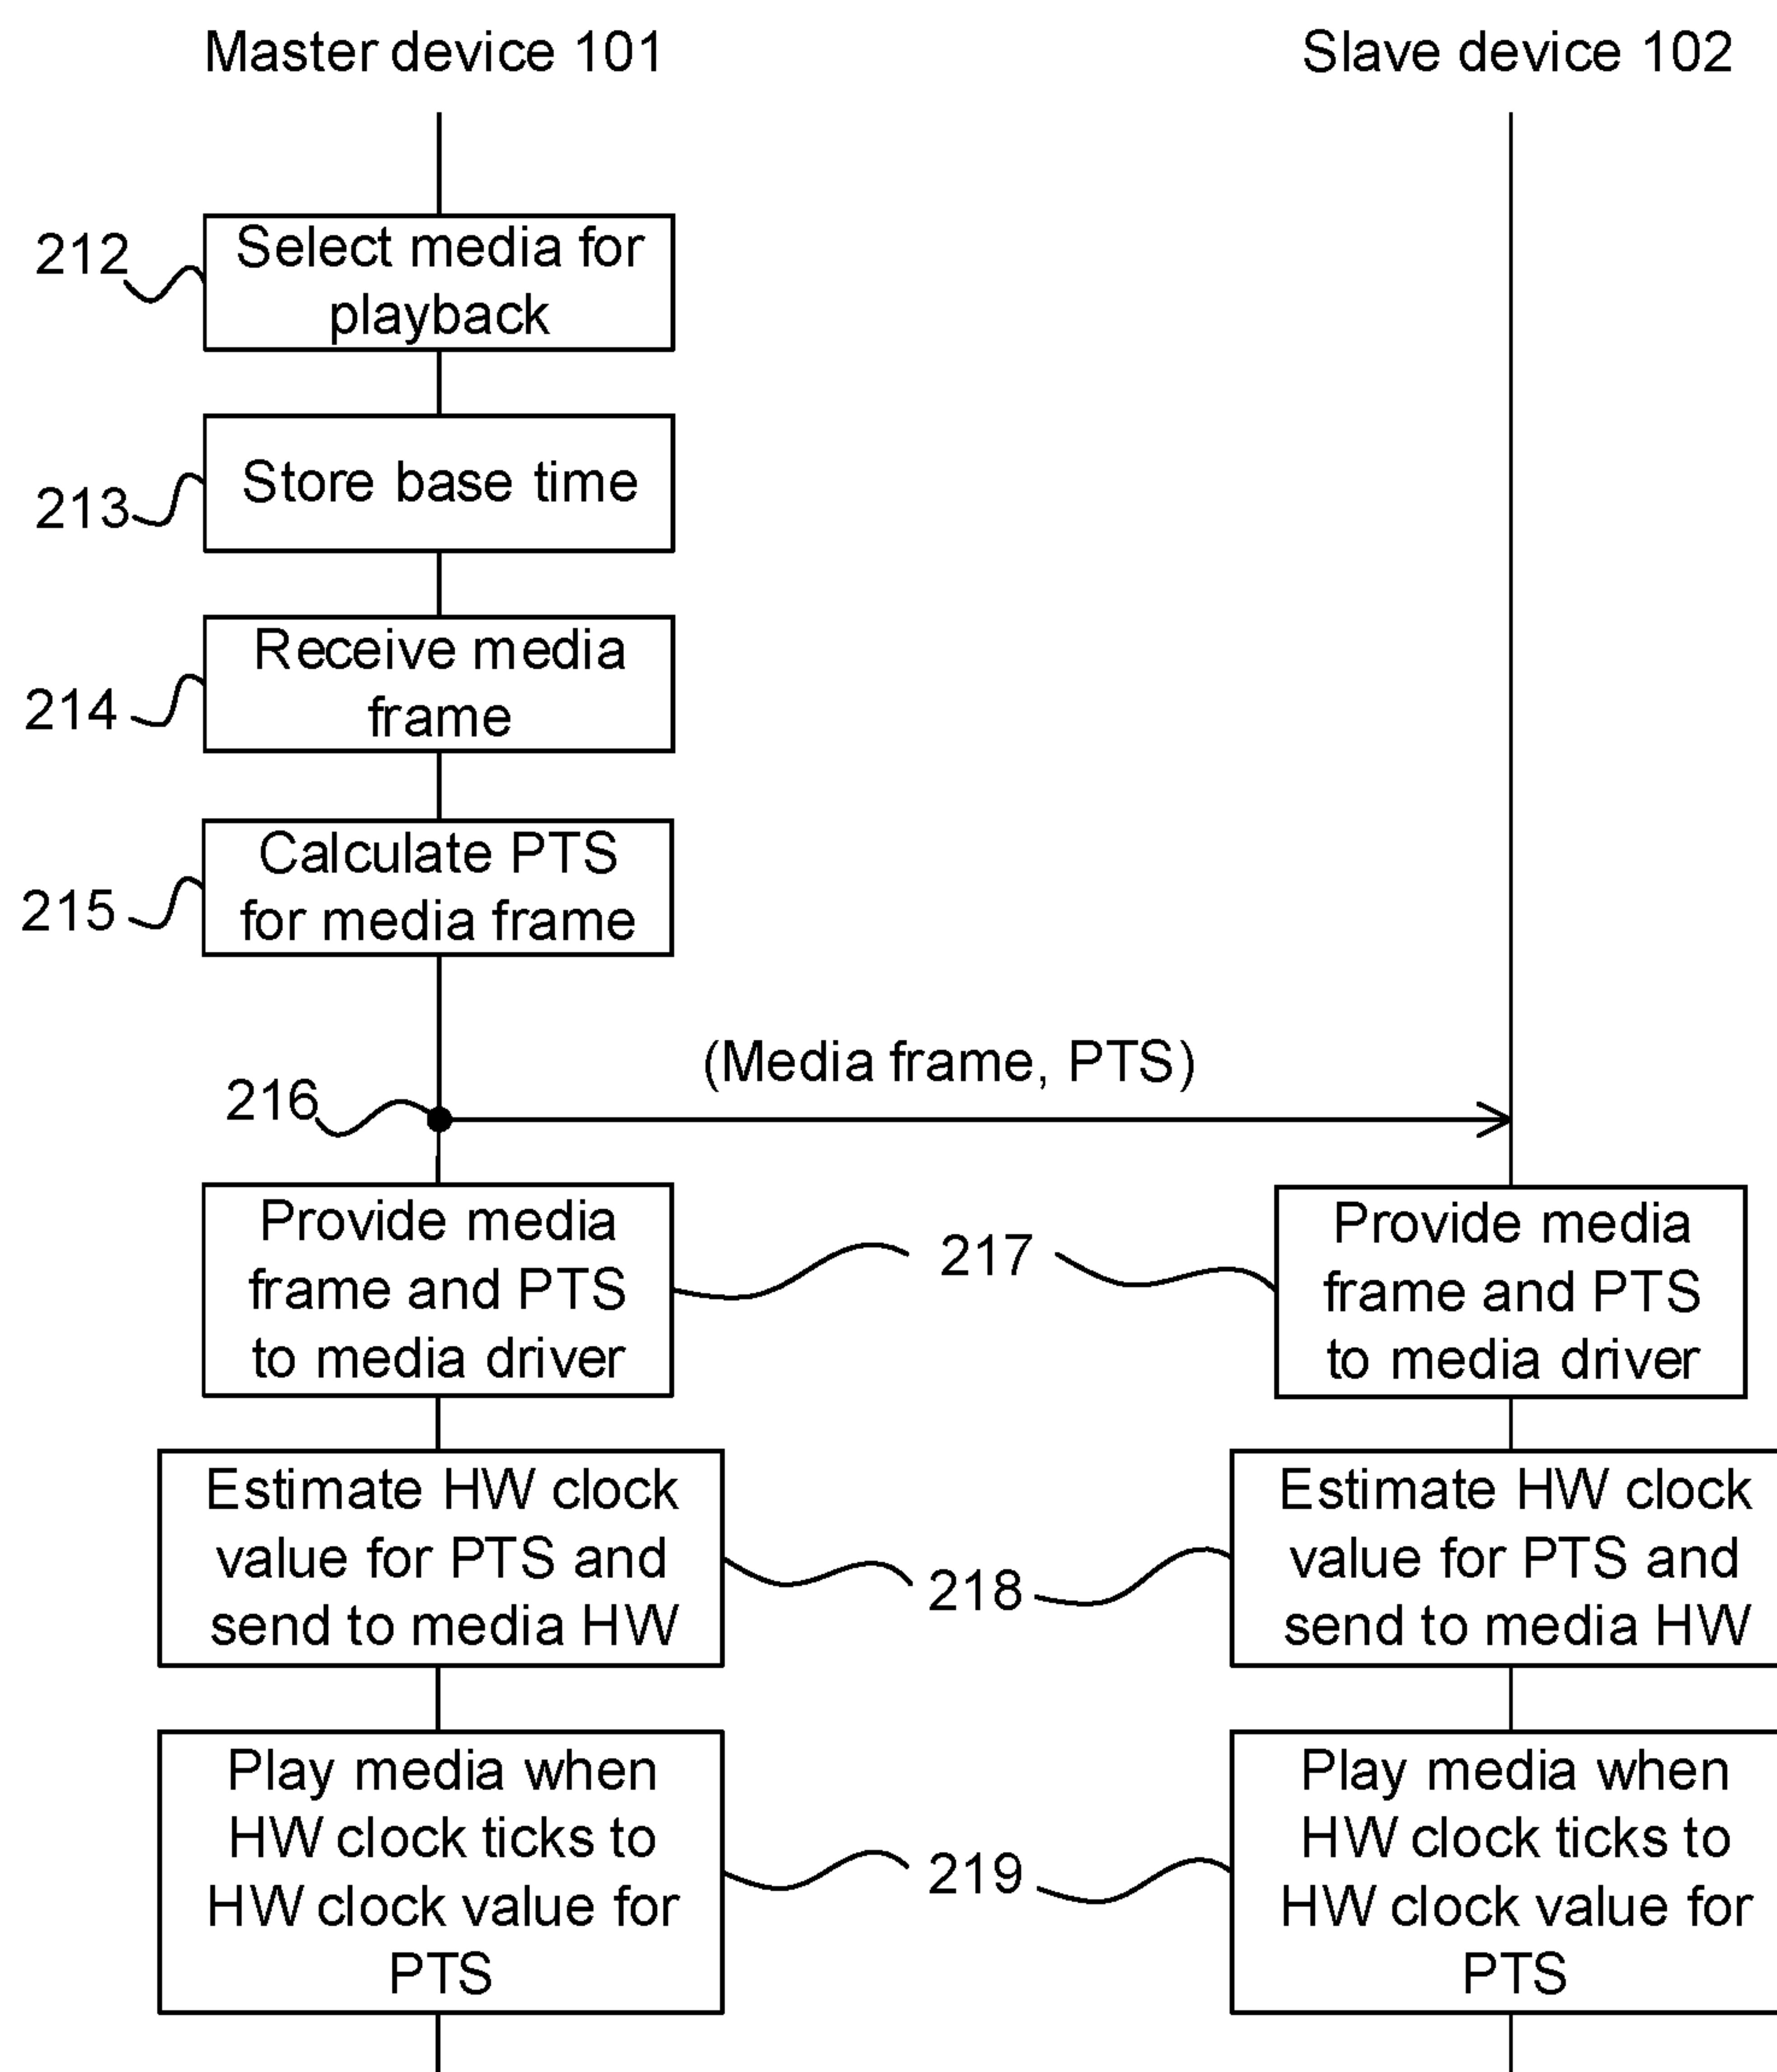 Master device 101
Slave device 102
212
Select media for
playback
213
Store base time
214
Receive media
frame
215
Calculate PTS
for media frame
(Media frame, PTS)
216
Provide media
frame and PTS
to media driver
217
Provide media
frame and PTS
to media driver
Estimate HW clock
value for PTS and
send to media HW
218
Estimate HW clock
value for PTS and
send to media HW
Play media when
HW clock ticks to
HW clock value for
PTS
219
Play media when
HW clock ticks to
HW clock value for
PTS